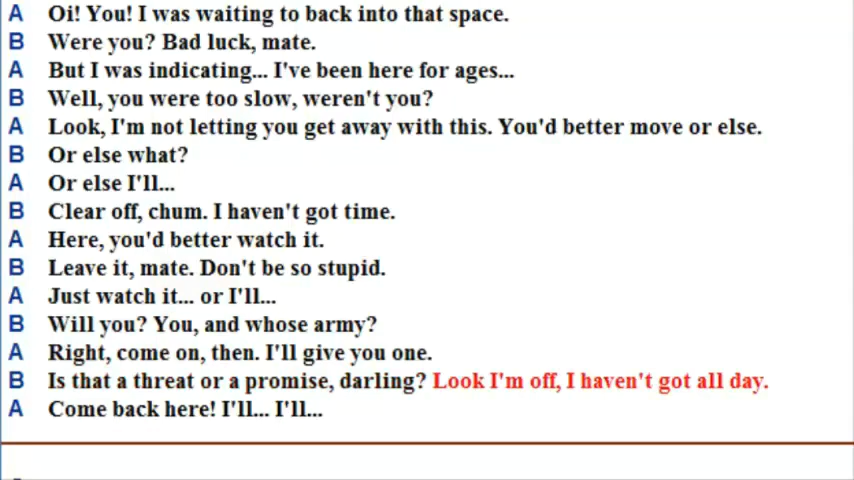 A Oi! You! I was waiting to back into that space.
B Were you? Bad luck, mate.
A But I was indicating... I've been here for ages...
B Well, you were too slow, weren't you?
A Look, I'm not letting you get away with this. You'd better move or else.
B Or else what?
A Or else I'll...
B Clear off, chum. I haven't got time.
A Here, you'd better watch it.
B Leave it, mate. Don't be so stupid.
A Just watch it... or I'll...
B Will you? You, and whose army?
A Right, come on, then. I'll give you one.
B Is that a threat or a promise, darling? Look I'm off, I haven't got all day.
A Come back here! I'll... I'll...